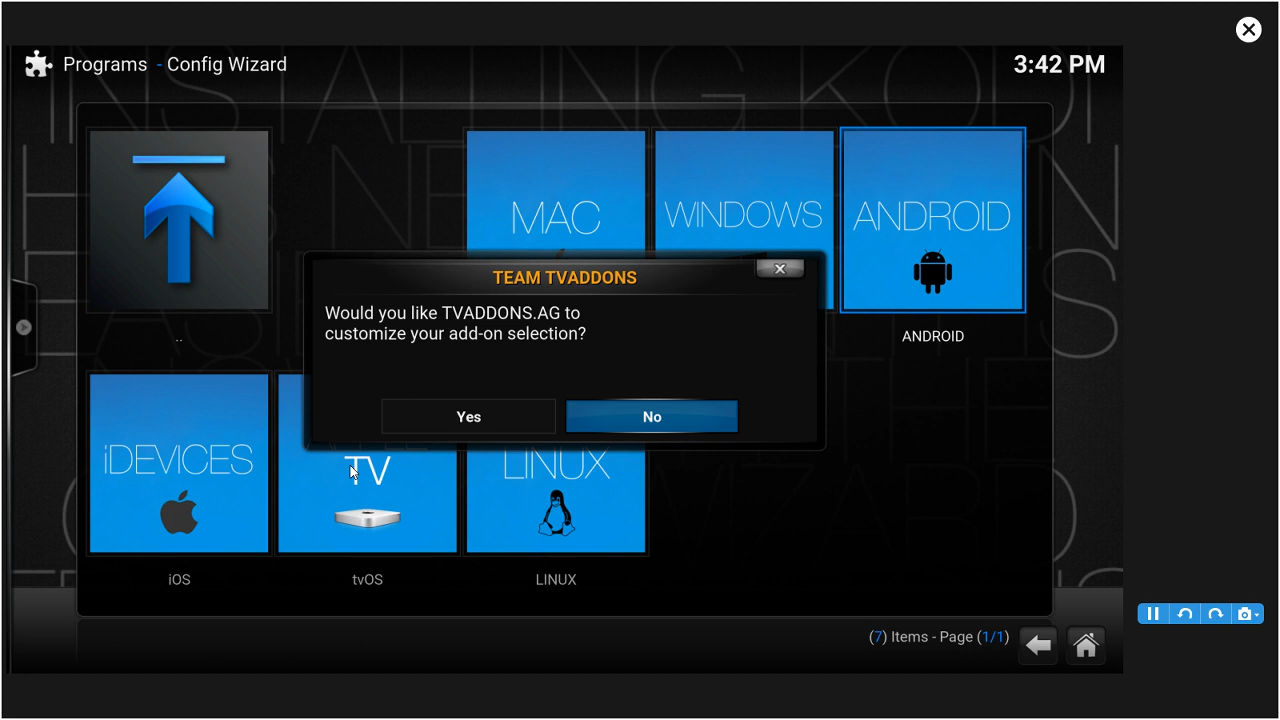 Programs - Config Wizard
3:42 PM
MAC
WINDOWS
ANDROID
..
ANDROID
TEAM TVADDONS
Would you like TVADDONS.AG to
customize your add-on selection?
Yes
No
iDEVICES
TV
LINUX
iOS
tvOS
LINUX
(7) Items - Page (1/1)